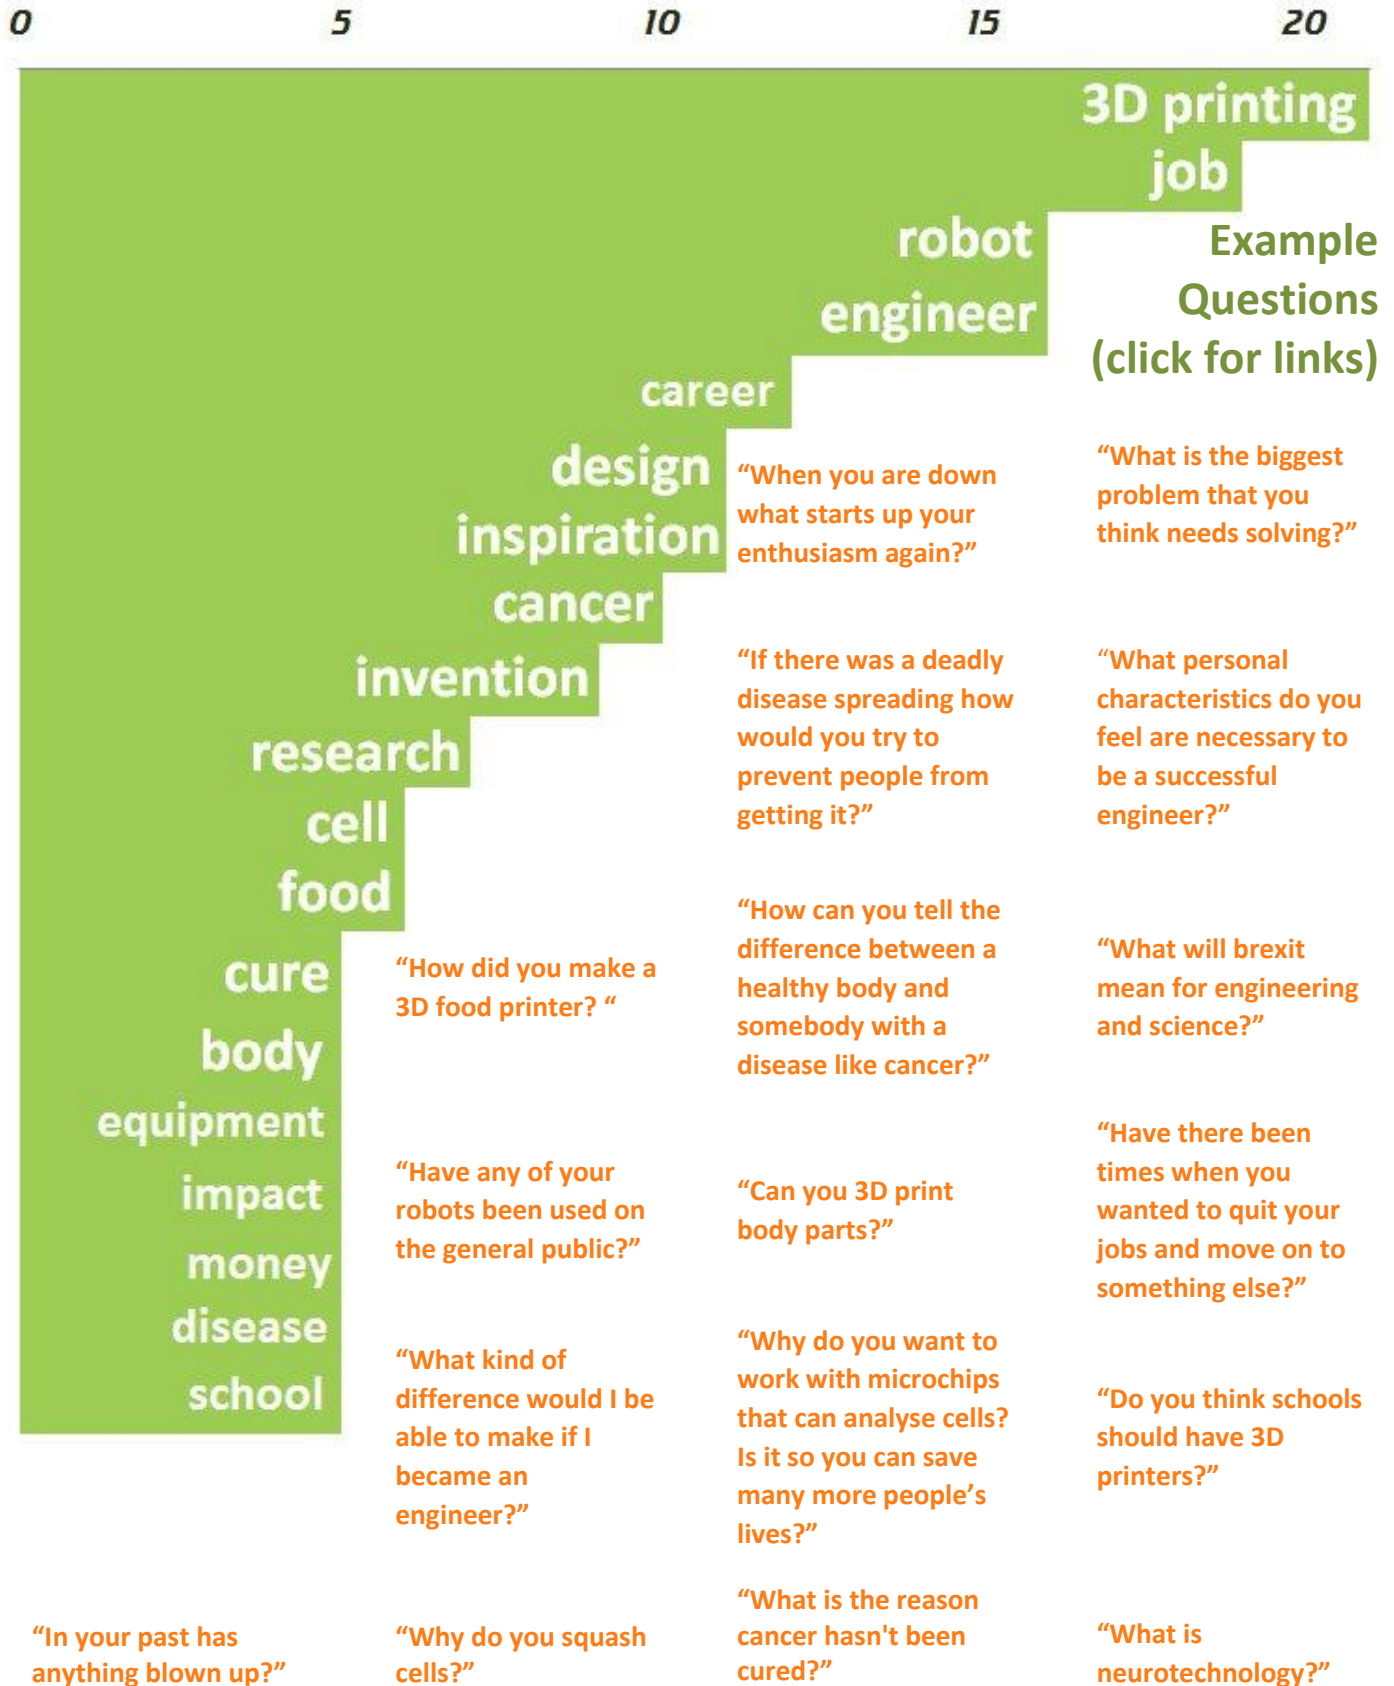 0 5 10 15 20
3D printing
job
robot
engineer
career
design
inspiration
cancer
invention
research
cell
food
cure
body
equipment
impact
money
disease
school
Example
Questions
(click for links)
“When you are down
what starts up your
enthusiasm again?”
“What is the biggest
problem that you
think needs solving?”
“If there was a deadly
disease spreading how
would you try to
prevent people from
getting it?”
“What personal
characteristics do you
feel are necessary to
be a successful
engineer?”
“How did you make a
3D food printer? “
“How can you tell the
difference between a
healthy body and
somebody with a
disease like cancer?”
“What will brexit
mean for engineering
and science?”
“Have any of your
robots been used on
the general public?”
“Can you 3D print
body parts?”
“Have there been
times when you
wanted to quit your
jobs and move on to
something else?”
“What kind of
difference would I be
able to make if I
became an
engineer?”
“Why do you want to
work with microchips
that can analyse cells?
Is it so you can save
many more people’s
lives?”
“Do you think schools
should have 3D
printers?”
“In your past has
anything blown up?”
“Why do you squash
cells?”
“What is the reason
cancer hasn't been
cured?”
“What is
neurotechnology?”